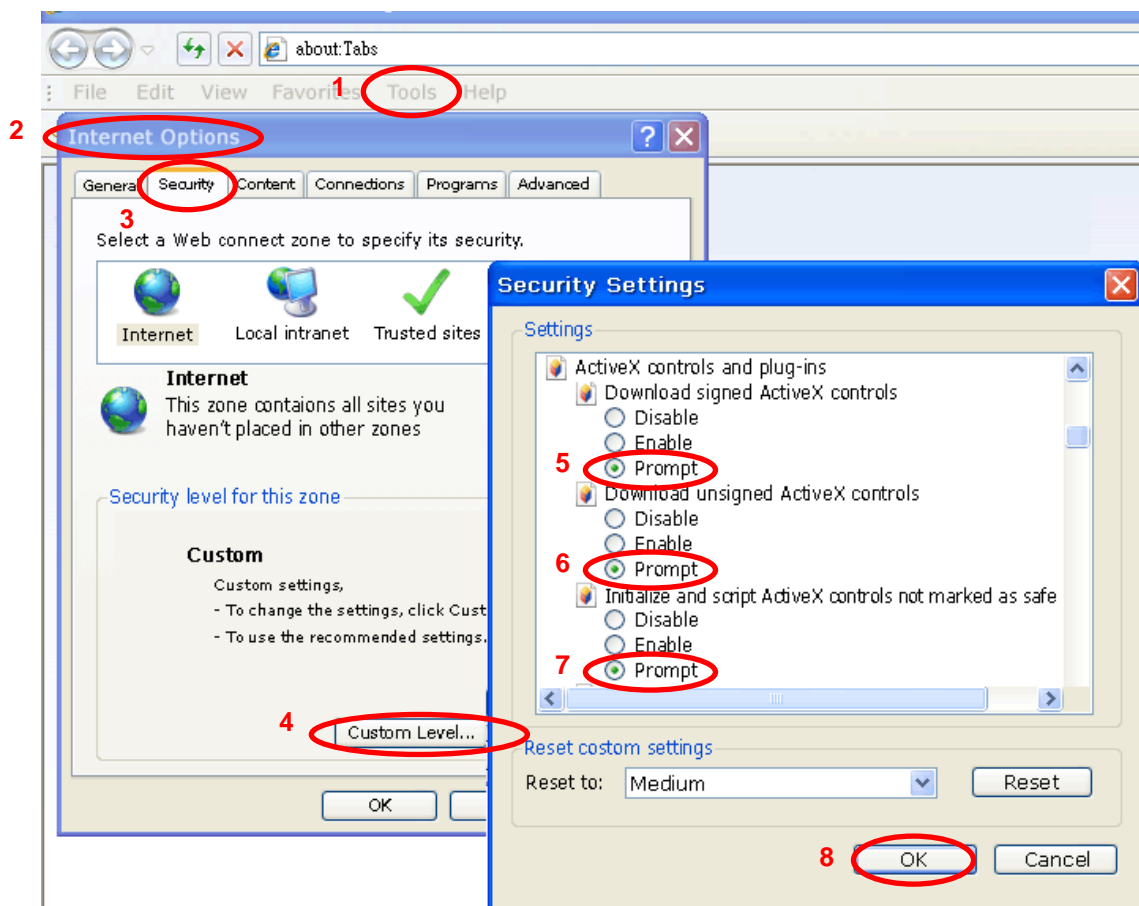 about:Tabs
File Edit View Favorites Tools Help
1
2
Internet Options
General Security Content Connections Programs Advanced
3
Select a Web connect zone to specify its security.
Internet Local intranet Trusted sites
Internet
This zone contaions all sites you
haven't placed in other zones
Security level for this zone
Custom
Custom settings,
- To change the settings, click Cust
- To use the recommended settings.
4
Custom Level...
OK
Security Settings
Settings
ActiveX controls and plug-ins
Download signed ActiveX controls
Disable
Enable
5 Prompt
Download unsigned ActiveX controls
Disable
Enable
6 Prompt
Initialize and script ActiveX controls not marked as safe
Disable
Enable
7 Prompt
Reset costom settings
Reset to: Medium Reset
8 OK Cancel